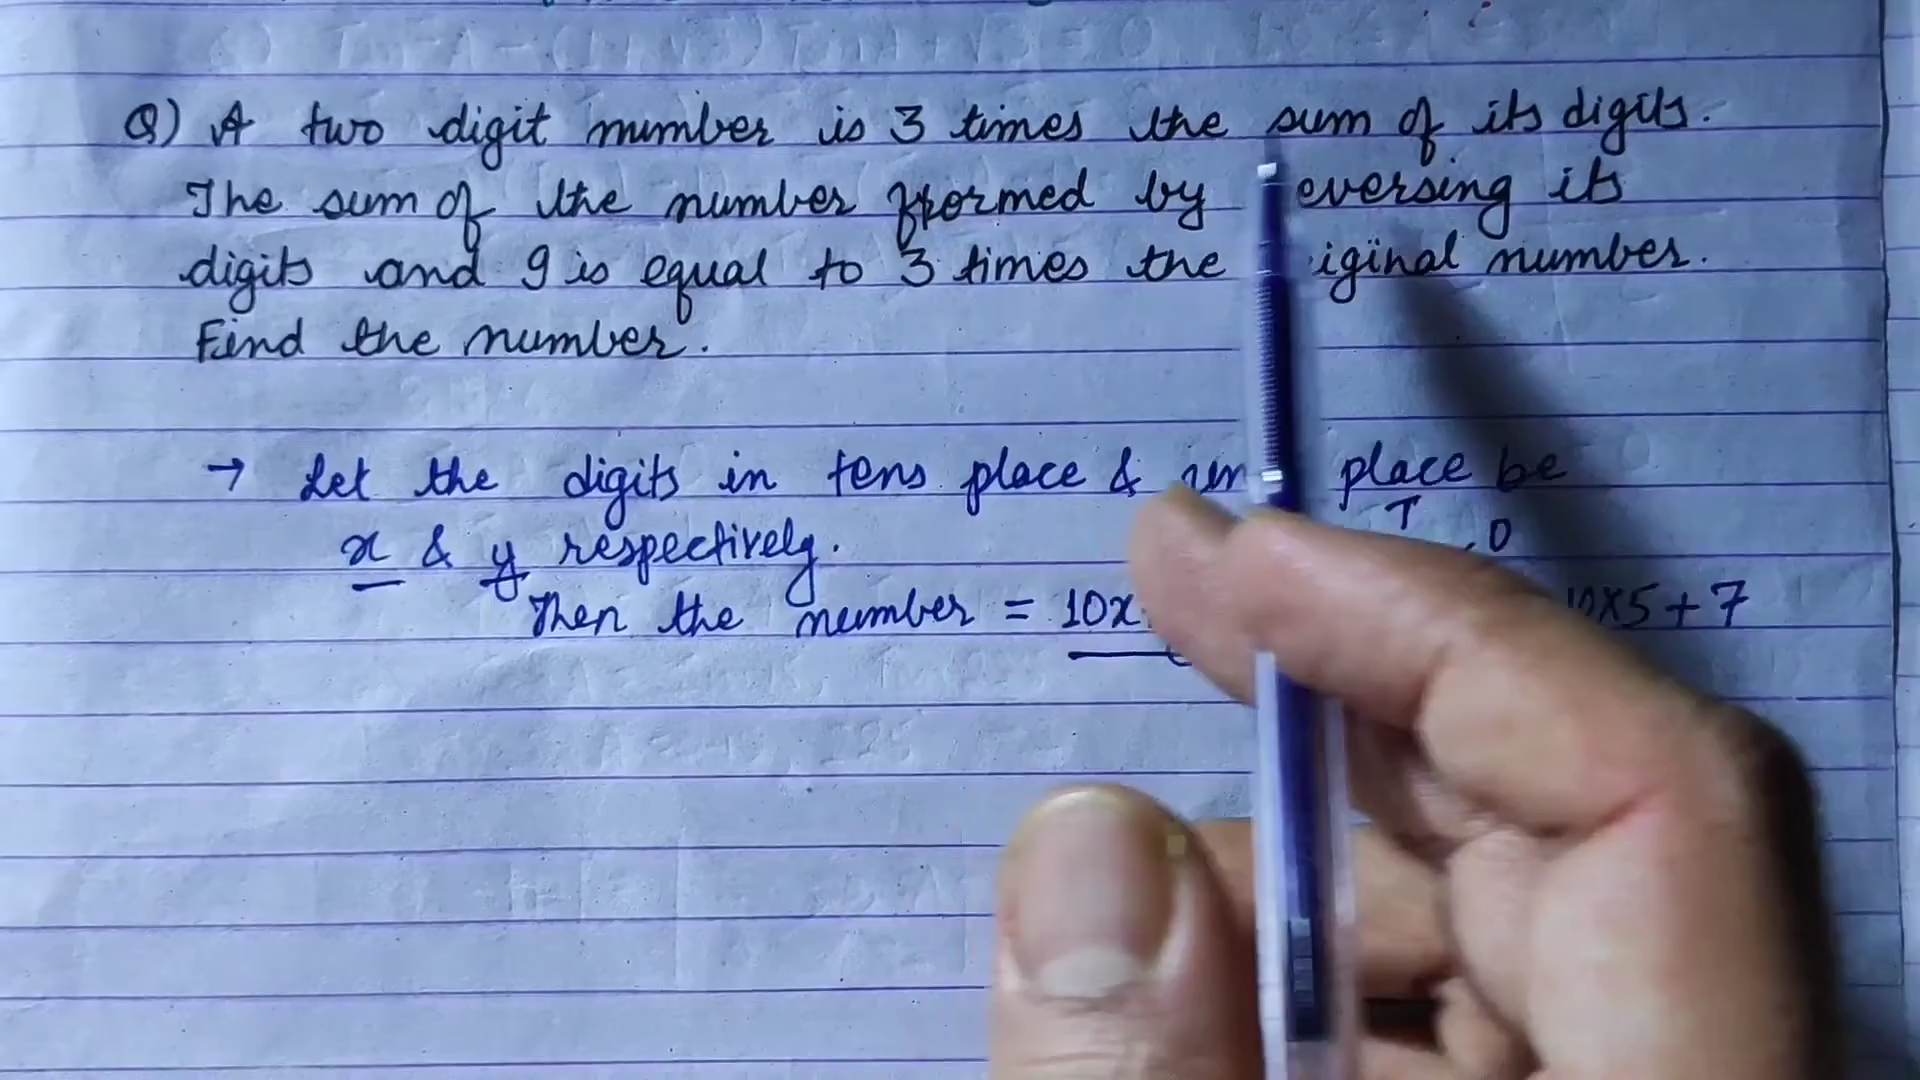 Q) A two digit number is 3 times the sum of its digits.
The sum of the number formed by eversing its
digits and 9 is equal to 3 times the iginal number.
Find the number.
→ Let the digits in tens place & place be
x & y respectively.
T
O
Then the number = 10x 10x5+7